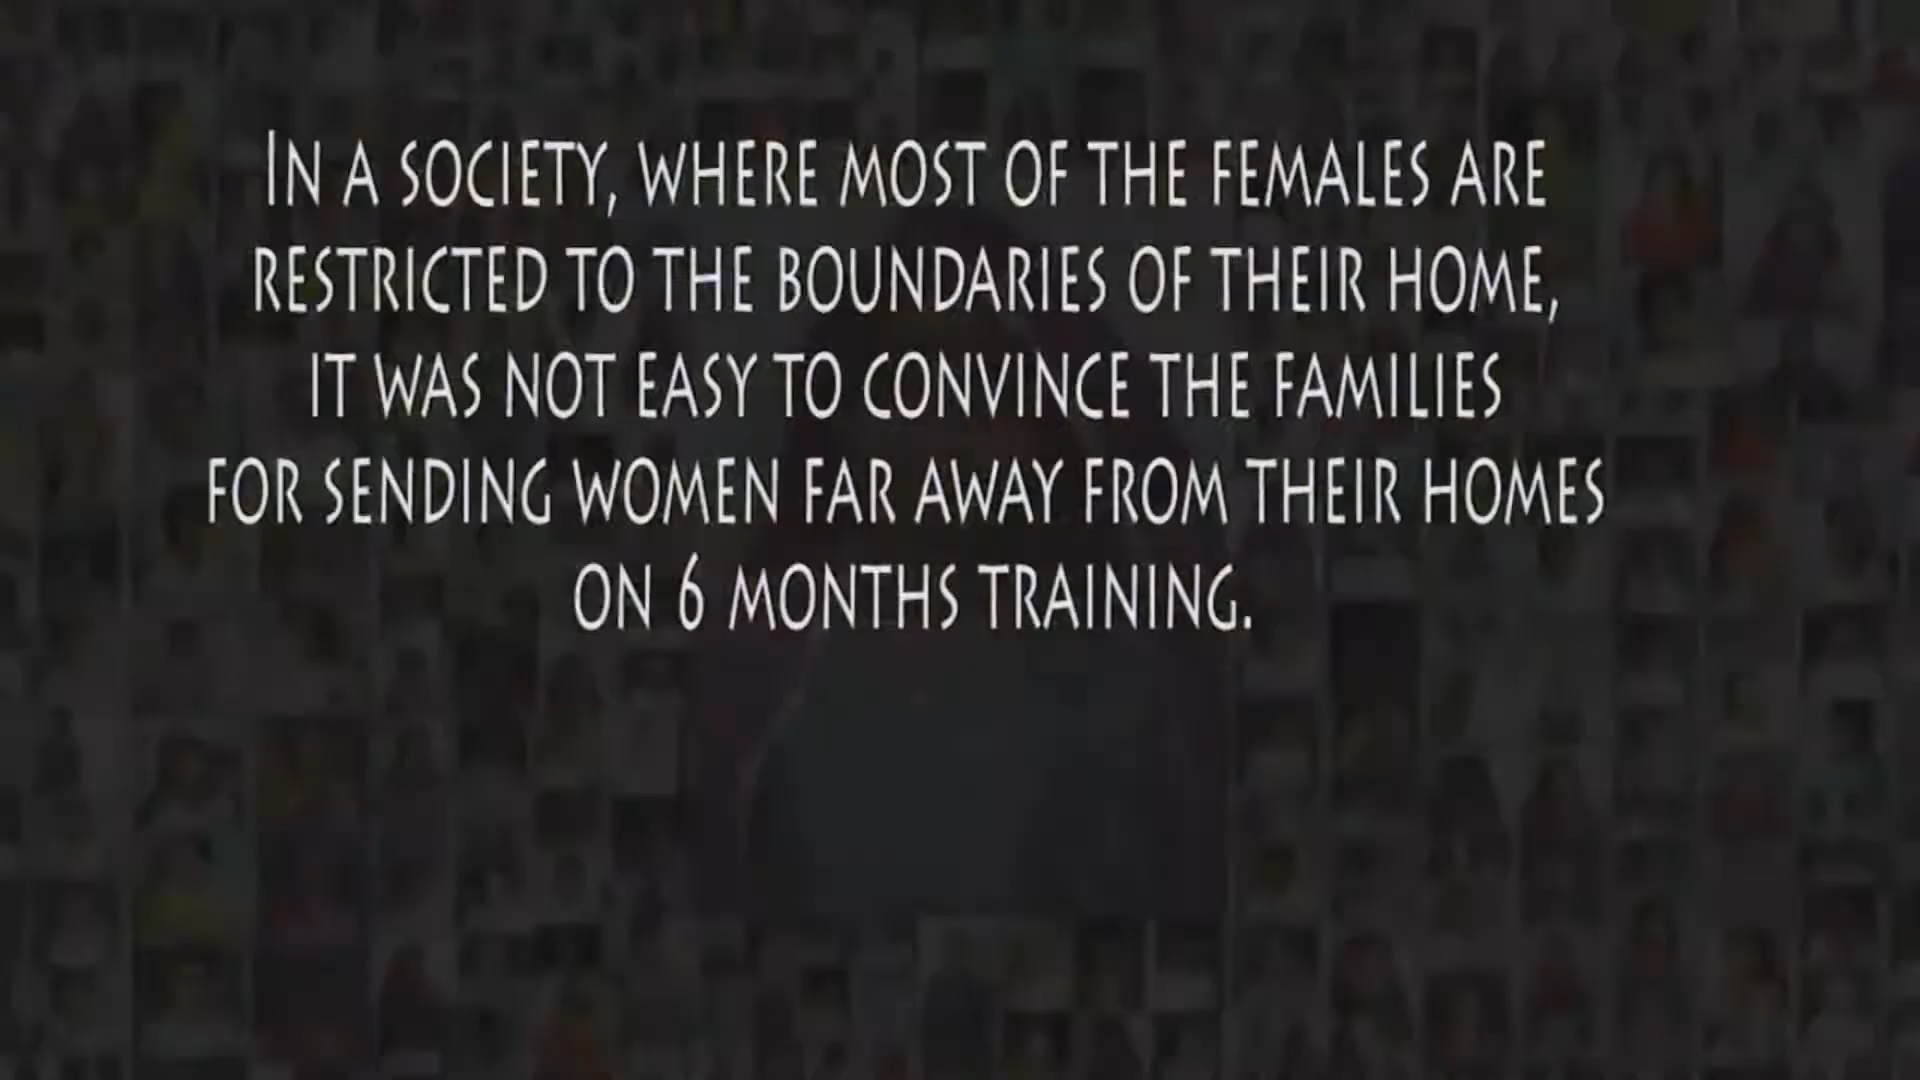 In a society, where most of the females are
restricted to the boundaries of their home,
it was not easy to convince the families
for sending women far away from their homes
on 6 months training.